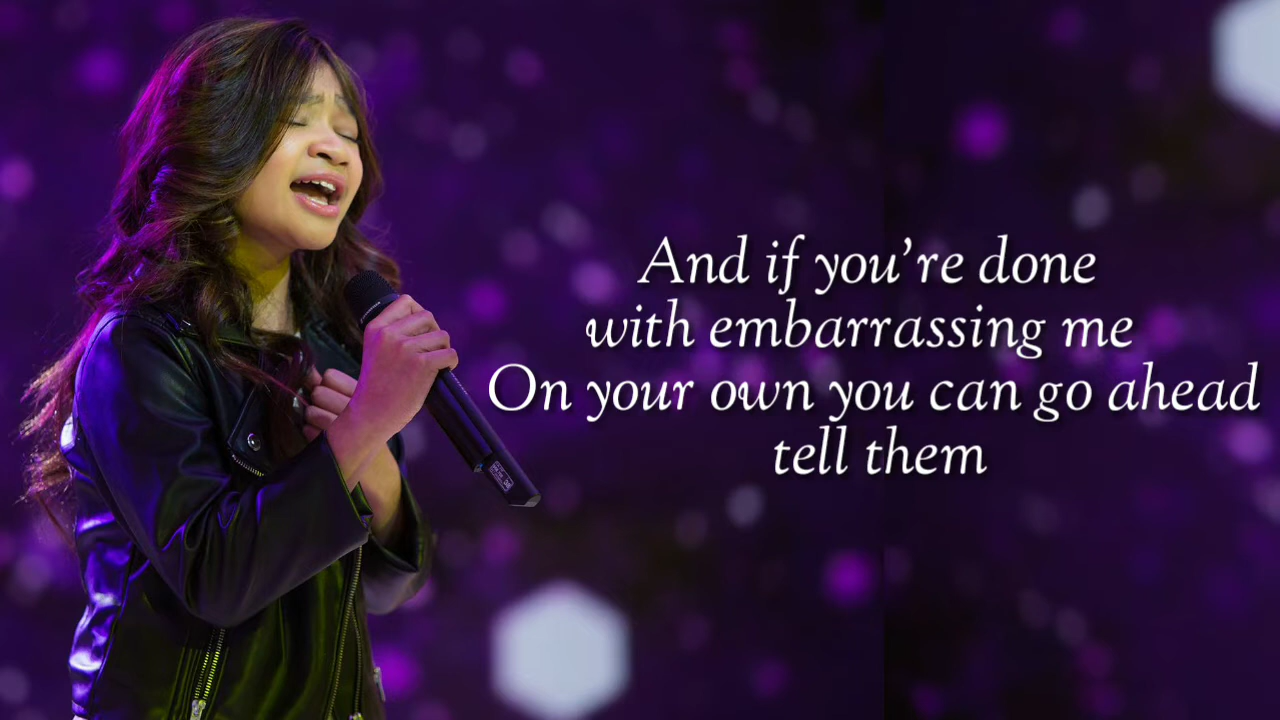 And if you're done
with embarrassing me
On your own you can go ahead
tell them